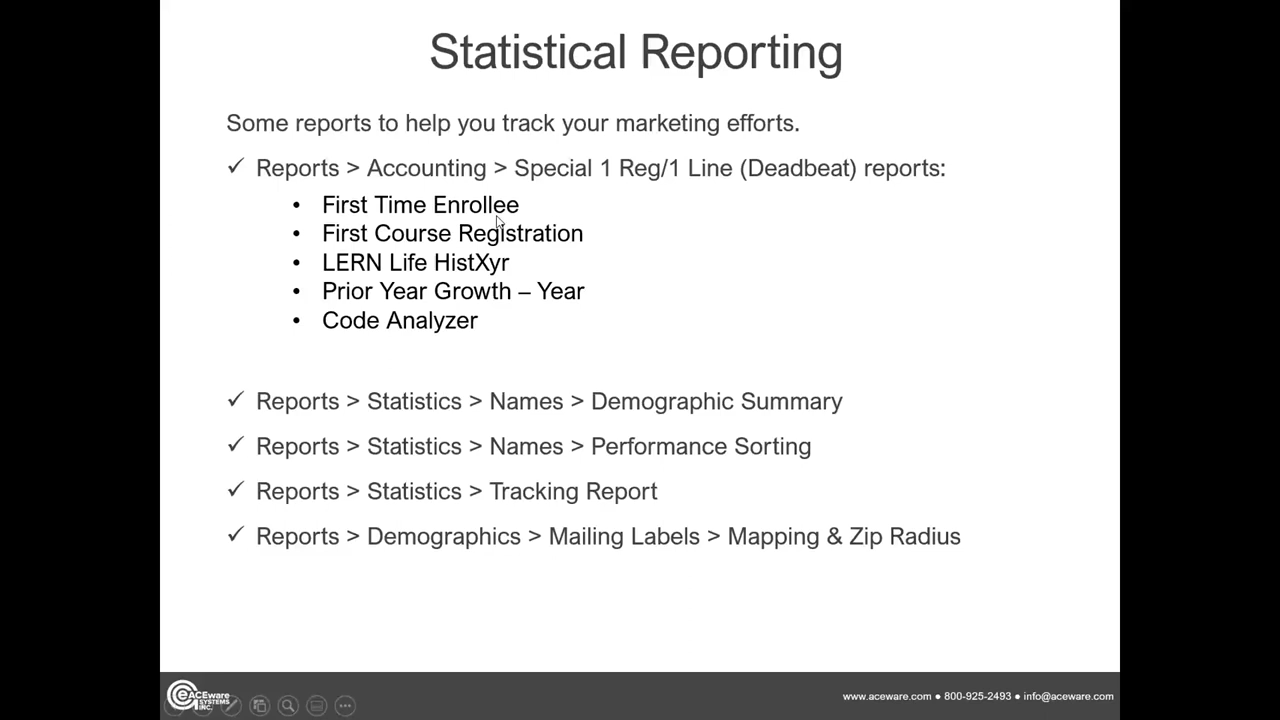 Statistical Reporting
Some reports to help you track your marketing efforts.
✓ Reports > Accounting > Special 1 Reg/1 Line (Deadbeat) reports:
• First Time Enrollee
• First Course Registration
• LERN Life HistXyr
• Prior Year Growth – Year
• Code Analyzer
✓ Reports > Statistics > Names > Demographic Summary
✓ Reports > Statistics > Names > Performance Sorting
✓ Reports > Statistics > Tracking Report
✓ Reports > Demographics > Mailing Labels > Mapping & Zip Radius
ACEware
SYSTEMS
INC.
www.aceware.com ● 800-925-2493 ● info@aceware.com